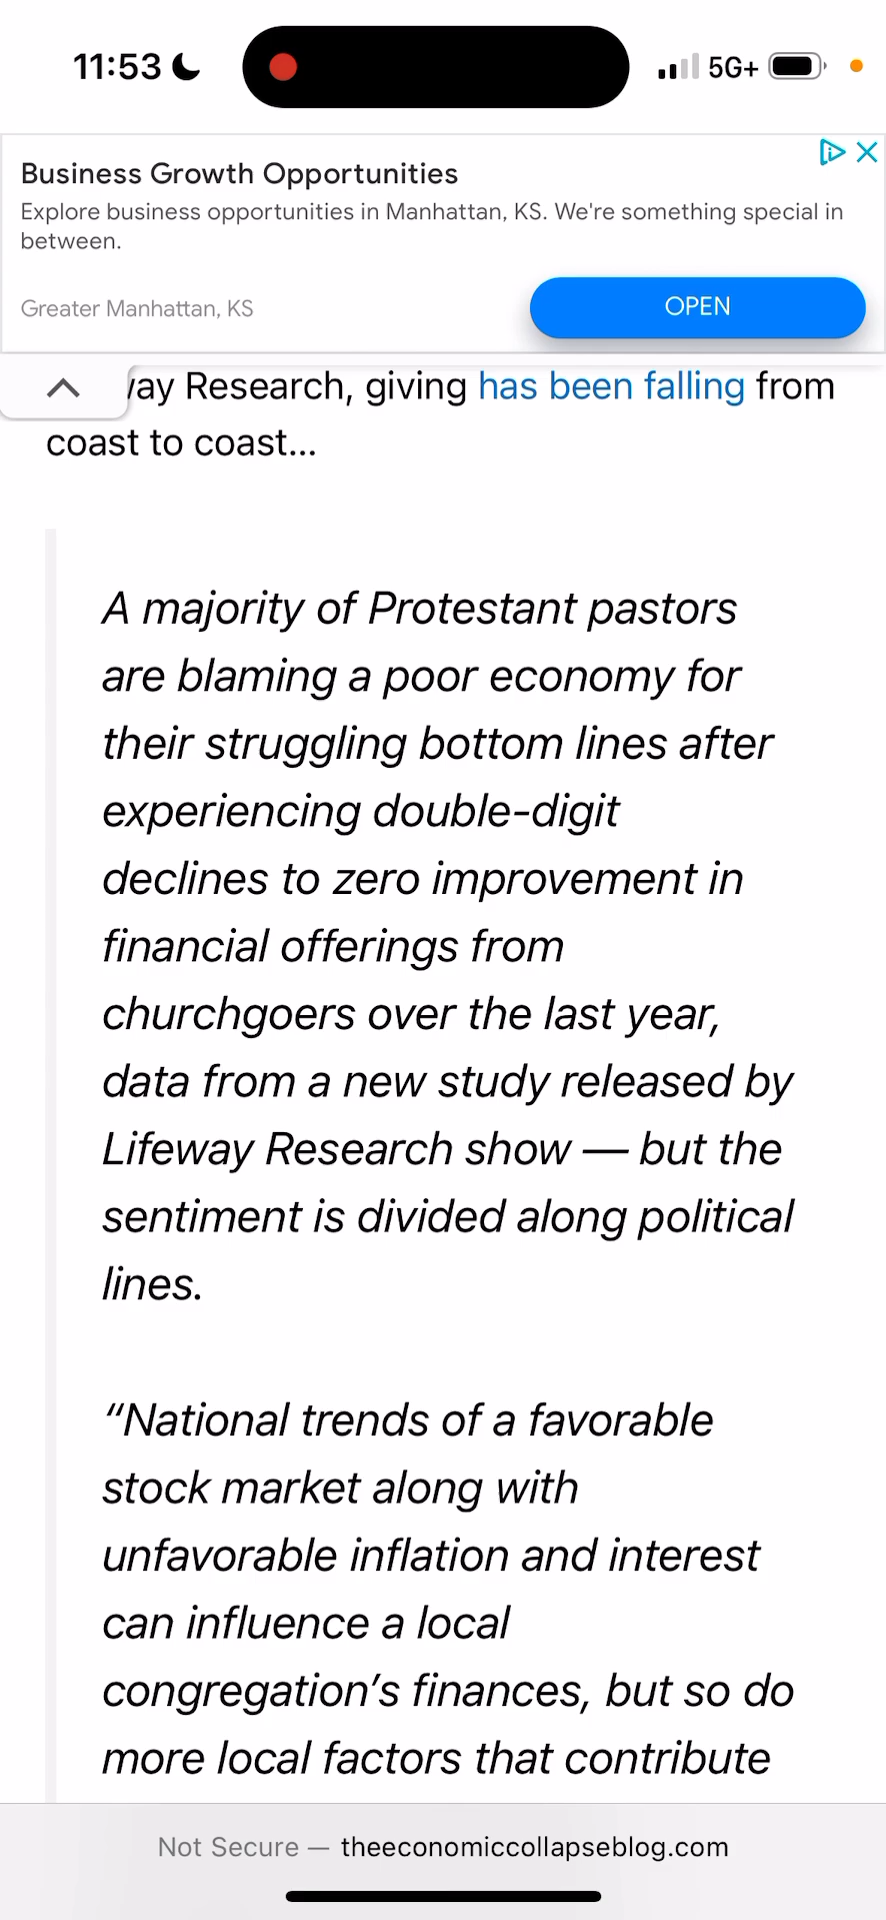 11:53
5G+
Business Growth Opportunities
Explore business opportunities in Manhattan, KS. We're something special in
between.
Greater Manhattan, KS
OPEN
way Research, giving has been falling from
coast to coast...
A majority of Protestant pastors
are blaming a poor economy for
their struggling bottom lines after
experiencing double-digit
declines to zero improvement in
financial offerings from
churchgoers over the last year,
data from a new study released by
Lifeway Research show — but the
sentiment is divided along political
lines.
“National trends of a favorable
stock market along with
unfavorable inflation and interest
can influence a local
congregation’s finances, but so do
more local factors that contribute
Not Secure — theeconomiccollapseblog.com